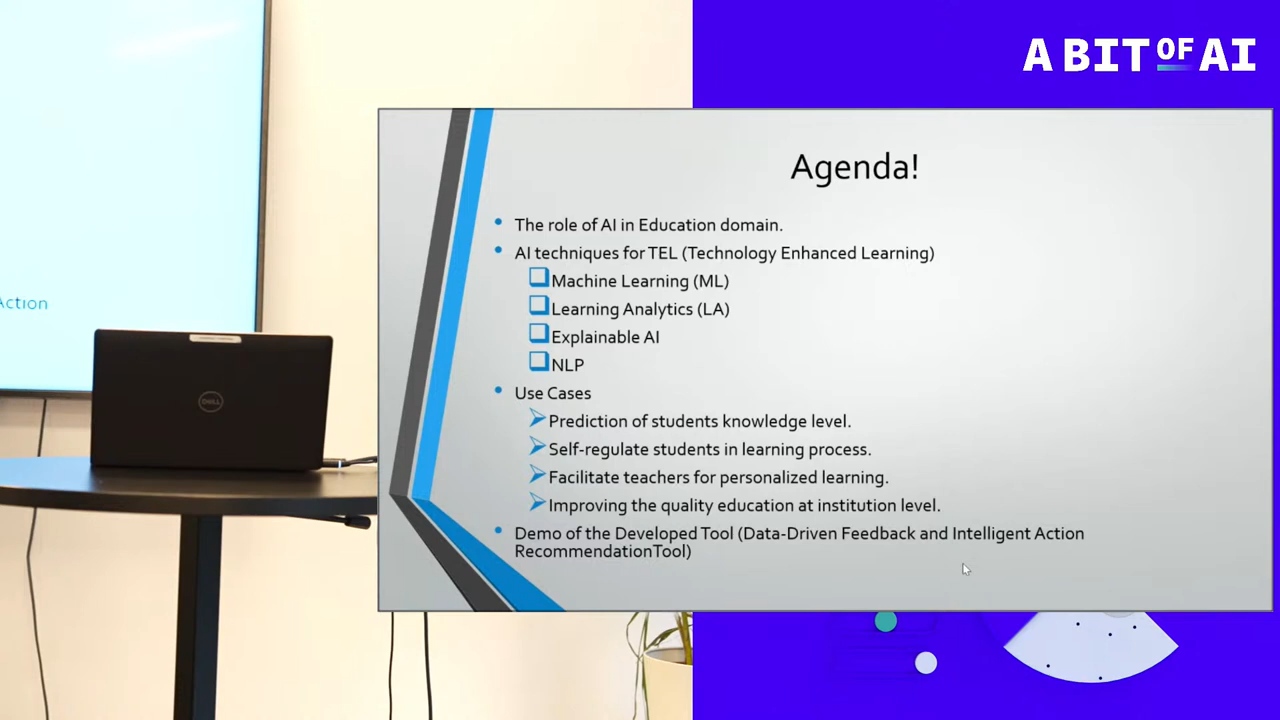 A BIT OF AI
Agenda!
The role of AI in Education domain.
AI techniques for TEL (Technology Enhanced Learning)
Machine Learning (ML)
Learning Analytics (LA)
Explainable AI
NLP
Use Cases
Prediction of students knowledge level.
Self-regulate students in learning process.
Facilitate teachers for personalized learning.
Improving the quality education at institution level.
Demo of the Developed Tool (Data-Driven Feedback and Intelligent Action
RecommendationTool)
Action
DELL